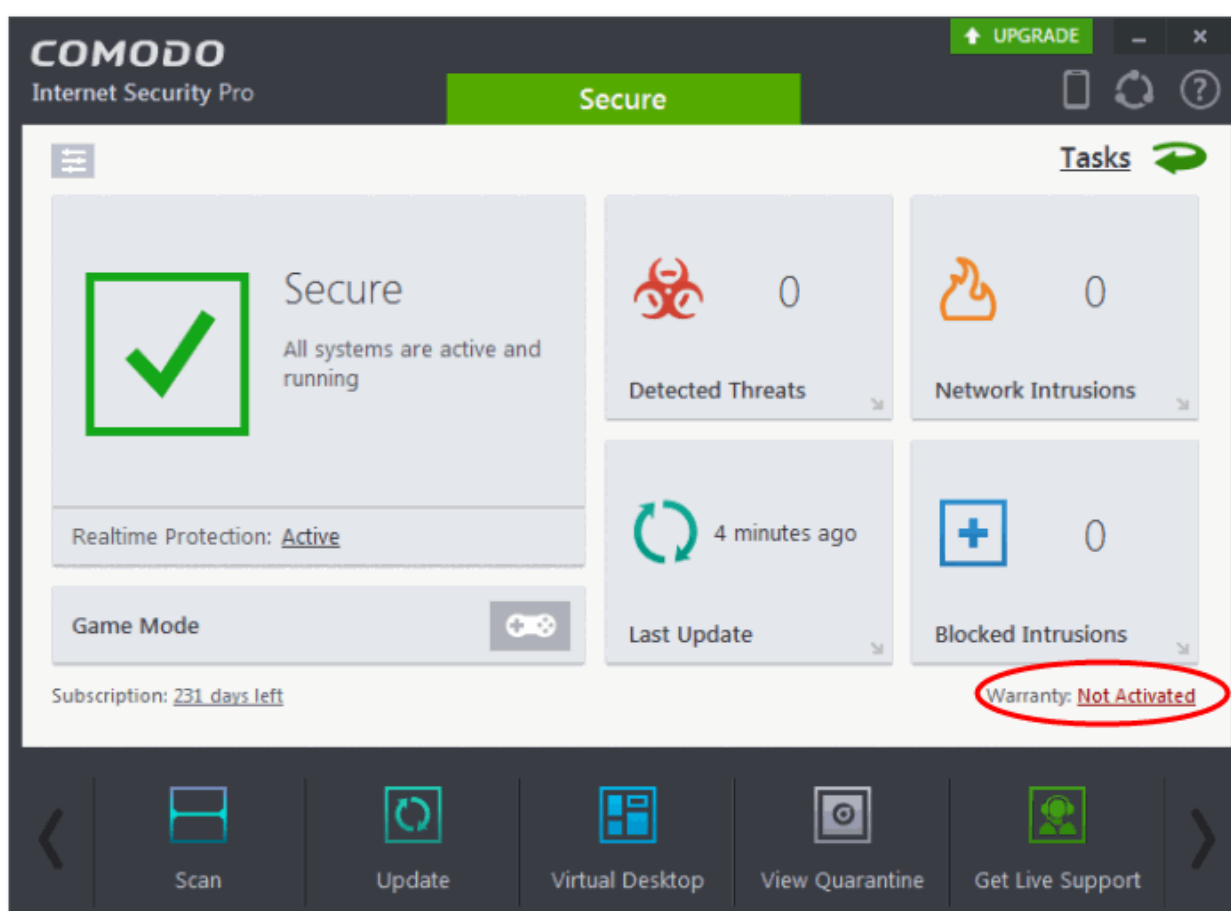 COMODO
Internet Security Pro
UPGRADE
Secure
Tasks
Secure
All systems are active and
running
Realtime Protection: Active
Game Mode
0
Detected Threats
0
Network Intrusions
4 minutes ago
Last Update
0
Blocked Intrusions
Subscription: 231 days left
Warranty: Not Activated
Scan
Update
Virtual Desktop
View Quarantine
Get Live Support